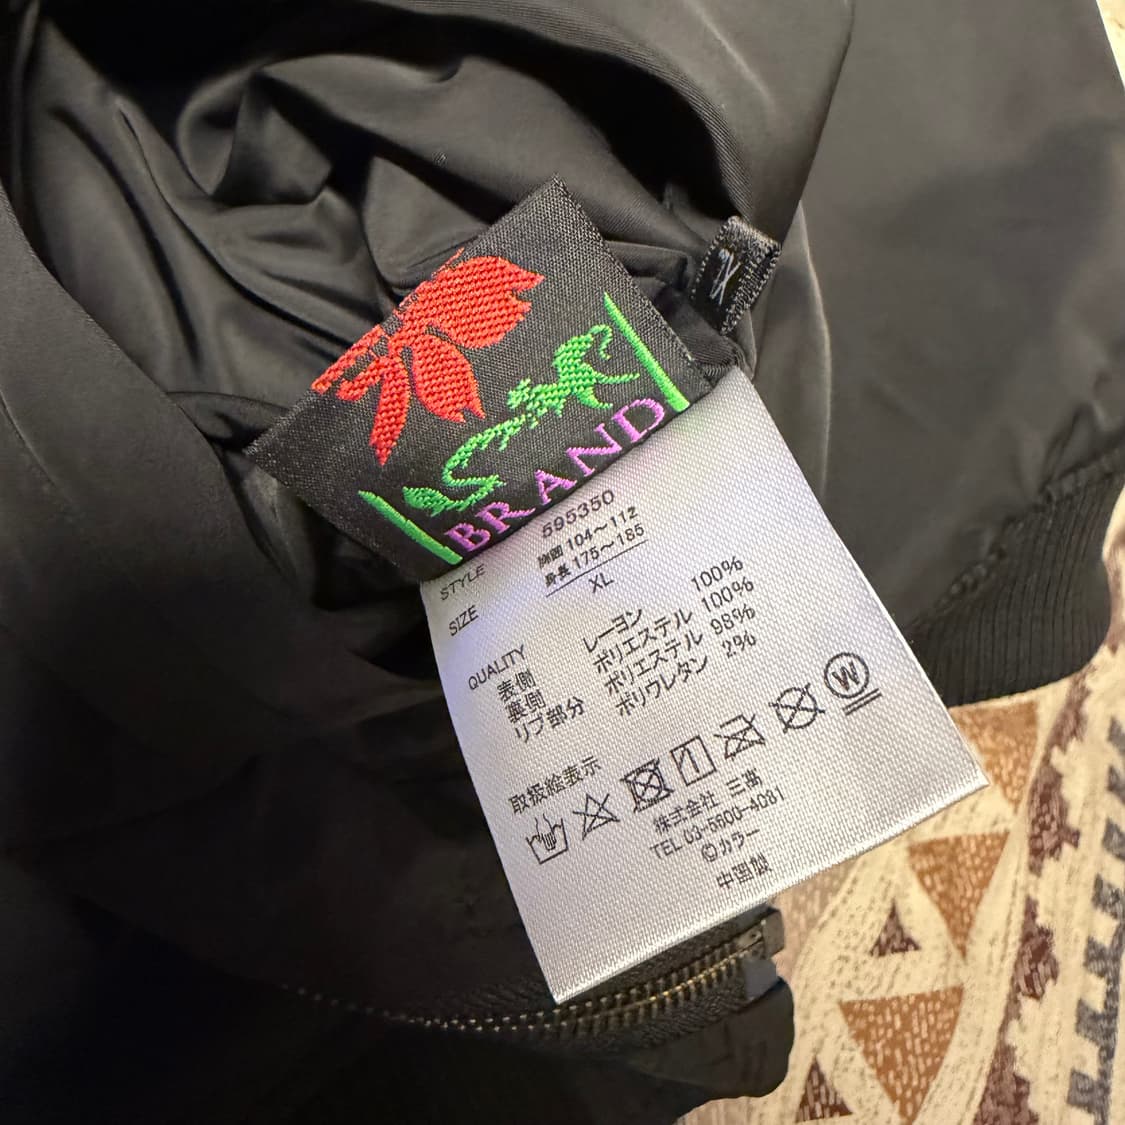 BRAND
STYLE 595350
SIZE 胸囲 104〜112
身長 175〜185
XL
QUALITY
表側 レーヨン 100%
裏側 ポリエステル 100%
リブ部分 ポリエステル 98%
ポリウレタン 2%
取扱絵表示
W
株式会社 三高
TEL 03-5600-4081
©カラー
中国製